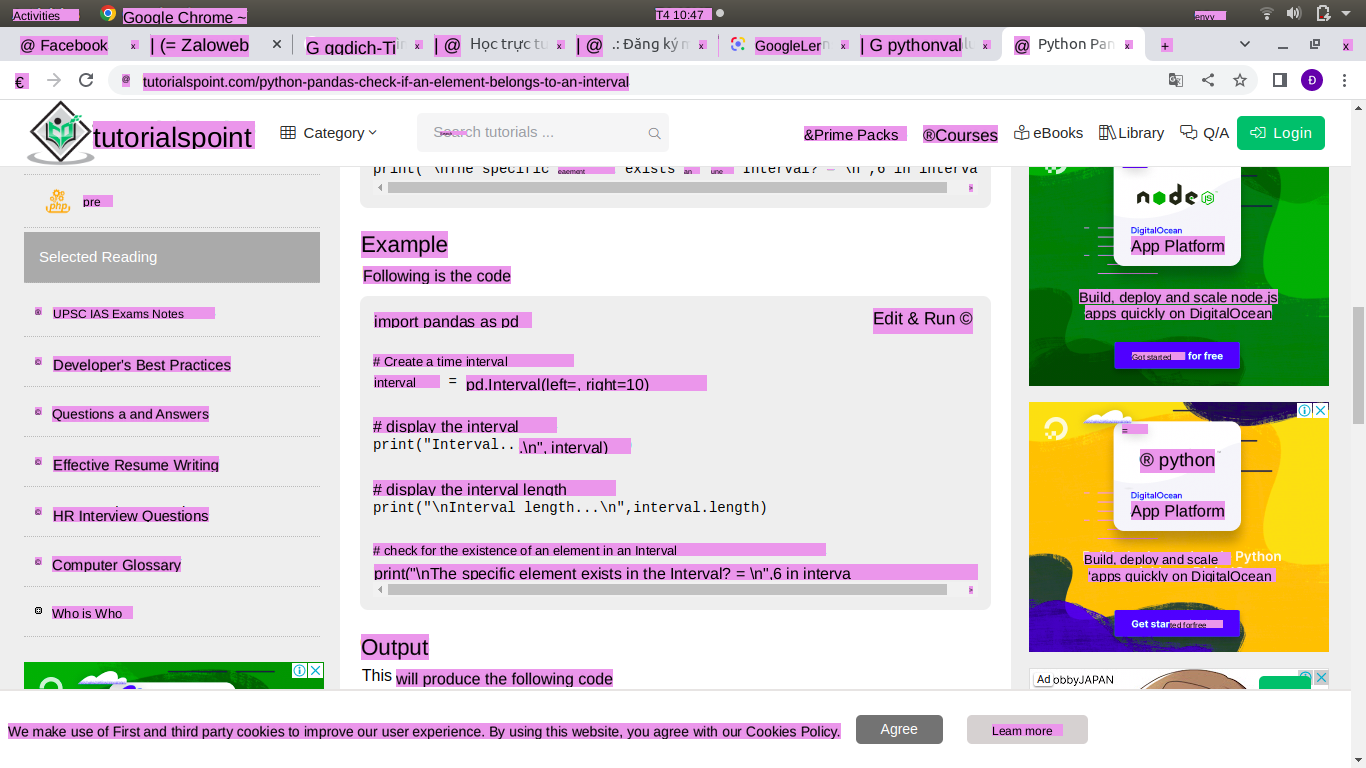 Activities
Google Chrome ~
T4 10:47
@ Facebook
x
| (= Zaloweb
G qgdich-Ti
x
| @
Học trực tu
x
| @
.: Đăng ký
x
GoogleLer
x
| G pythonval
x
@
Python Pan
x
+
x
€
@
tutorialspoint.com/python-pandas-check-if-an-element-belongs-to-an-interval
Đ
tutorialspoint
Category
Search tutorials ...
&Prime Packs
®Courses
eBooks
Library
Q/A
Login
print( \nThe specific
exists
interval? = \n ,6 in interva
php
pre
Selected Reading
UPSC IAS Exams Notes
Developer's Best Practices
Questions a and Answers
Effective Resume Writing
HR Interview Questions
Computer Glossary
Who is Who
Example
Following is the code
import pandas as pd
Edit & Run ©
# Create a time interval
interval = pd.Interval(left=, right=10)
# display the interval
print("Interval...\n", interval)
# display the interval length
print("\nInterval length...\n",interval.length)
# check for the existence of an element in an Interval
print("\nThe specific element exists in the Interval? = \n",6 in interva
Output
This will produce the following code
node
JS
DigitalOcean
App Platform
Build, deploy and scale node.js
apps quickly on DigitalOcean
Got started for free
® python
DigitalOcean
App Platform
Build, deploy and scale Python
'apps quickly on DigitalOcean
Get started forfree
Ad
obbyJAPAN
We make use of First and third party cookies to improve our user experience. By using this website, you agree with our Cookies Policy.
Agree
Learn more